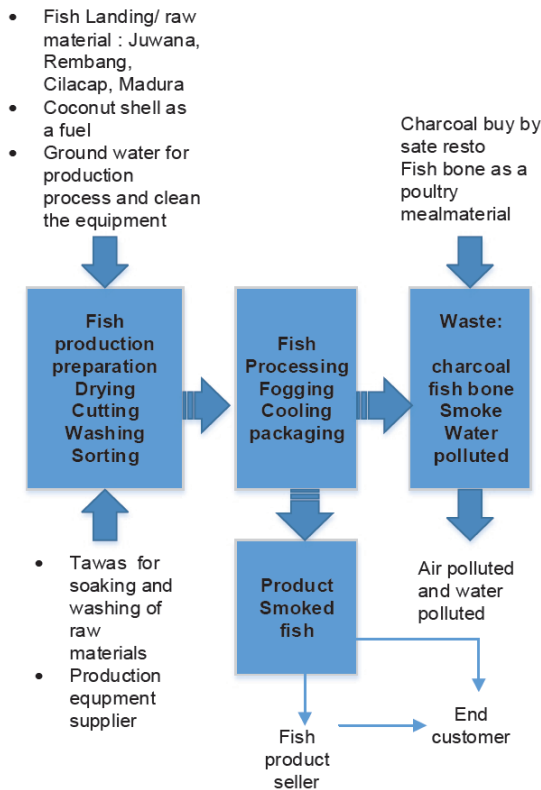 • Fish Landing/ raw
material : Juwana,
Rembang,
Cilacap, Madura
• Coconut shell as
a fuel
• Ground water for
production
process and clean
the equipment
Charcoal buy by
sate resto
Fish bone as a
poultry
mealmaterial
Fish
production
preparation
Drying
Cutting
Washing
Sorting
Fish
Processing
Fogging
Cooling
packaging
Waste:
charcoal
fish bone
Smoke
Water
polluted
• Tawas for
soaking and
washing of
raw
materials
• Production
equpment
supplier
Product
Smoked
fish
Air polluted
and water
polluted
Fish
product
seller
End
customer